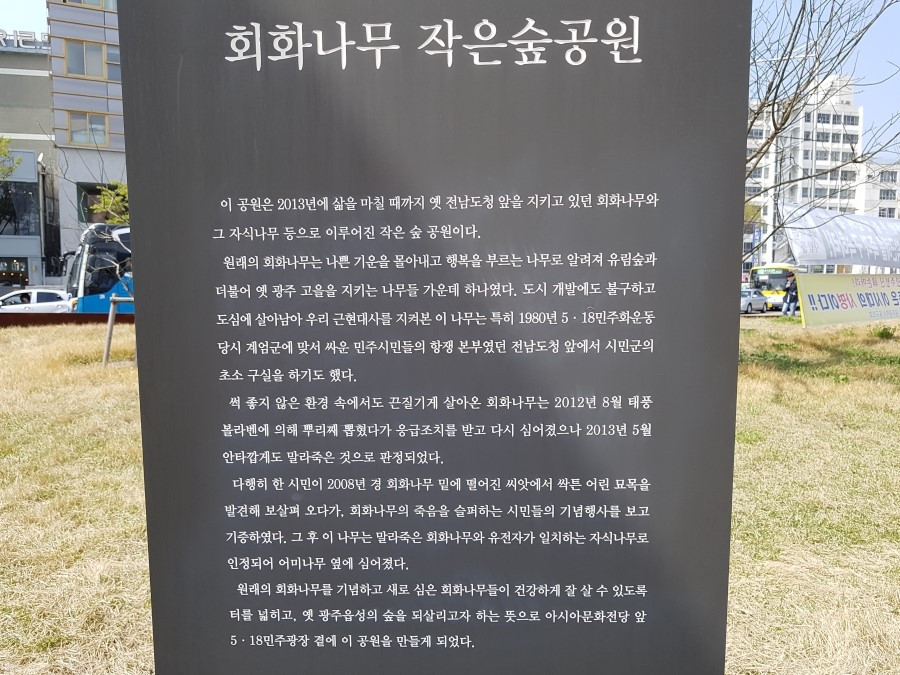 회화나무 작은숲공원
이 공원은 2013년에 삶을 마칠 때까지 옛 전남도청 앞을 지키고 있던 회화나무와
그 자식나무 등으로 이루어진 작은 숲 공원이다.
원래의 회화나무는 나쁜 기운을 몰아내고 행복을 부르는 나무로 알려져 유림숲과
더불어 옛 광주 고을을 지키는 나무들 가운데 하나였다. 도시 개발에도 불구하고
도심에 살아남아 우리 근현대사를 지켜본 이 나무는 특히 1980년 5·18민주화운동
당시 계엄군에 맞서 싸운 민주시민들의 항쟁 본부였던 전남도청 앞에서 시민군의
초소 구실을 하기도 했다.
썩 좋지 않은 환경 속에서도 끈질기게 살아온 회화나무는 2012년 8월 태풍
볼라벤에 의해 뿌리째 뽑혔다가 응급조치를 받고 다시 심어졌으나 2013년 5월
안타깝게도 말라죽은 것으로 판정되었다.
다행히 한 시민이 2008년 경 회화나무 밑에 떨어진 씨앗에서 싹튼 어린 묘목을
발견해 보살펴 오다가, 회화나무의 죽음을 슬퍼하는 시민들의 기념행사를 보고
기증하였다. 그 후 이 나무는 말라죽은 회화나무와 유전자가 일치하는 자식나무로
인정되어 어미나무 옆에 심어졌다.
원래의 회화나무를 기념하고 새로 심은 회화나무들이 건강하게 잘 살 수 있도록
터를 넓히고, 옛 광주읍성의 숲을 되살리고자 하는 뜻으로 아시아문화전당 앞
5·18민주광장 곁에 이 공원을 만들게 되었다.